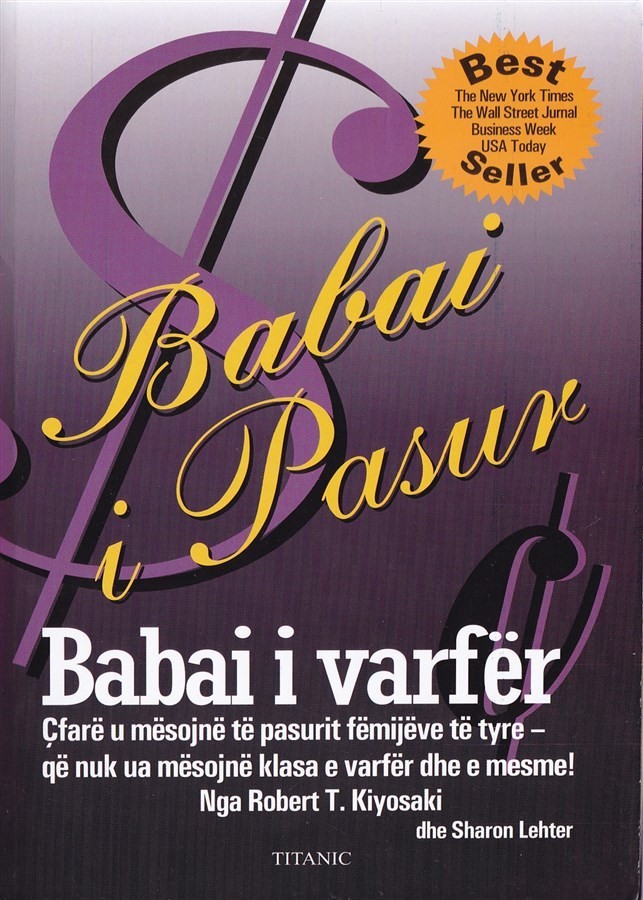 Best
The New York Times
The Wall Street Jurnal
Business Week
USA Today
Seller
Babai
i Pasur
Babai i varfër
Çfarë u mësojnë të pasurit fëmijëve të tyre –
që nuk ua mësojnë klasa e varfër dhe e mesme!
Nga Robert T. Kiyosaki
dhe Sharon Lehter
TITANIC